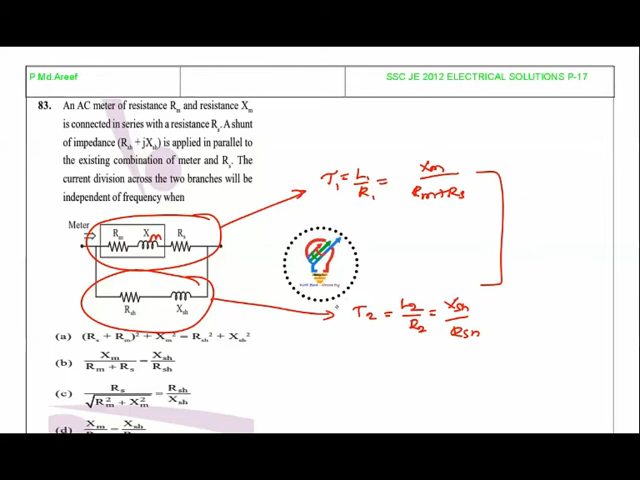 P.Md.Areef
SSC JE 2012 ELECTRICAL SOLUTIONS P-17
83. An AC meter of resistance Rm and resistance Xm
is connected in series with a resistance Rs. A shunt
of impedance (Rsh + jXsh) is applied in parallel to
the existing combination of meter and Rs. The
current division across the two branches will be
independent of frequency when
Meter
Rm Xm Rs
Rsh Xsh
T1 = L1/R1 = Xm/(Rm+Rs)
T2 = L2/R2 = Xsh/Rsh
(a) (Rs + Rm)² + Xm² = Rsh² + Xsh²
(b) Xm/(Rm + Rs) = Xsh/Rsh
(c) Rs/√(Rm² + Xm²) = Rsh/Xsh
(d) Xm = Xsh